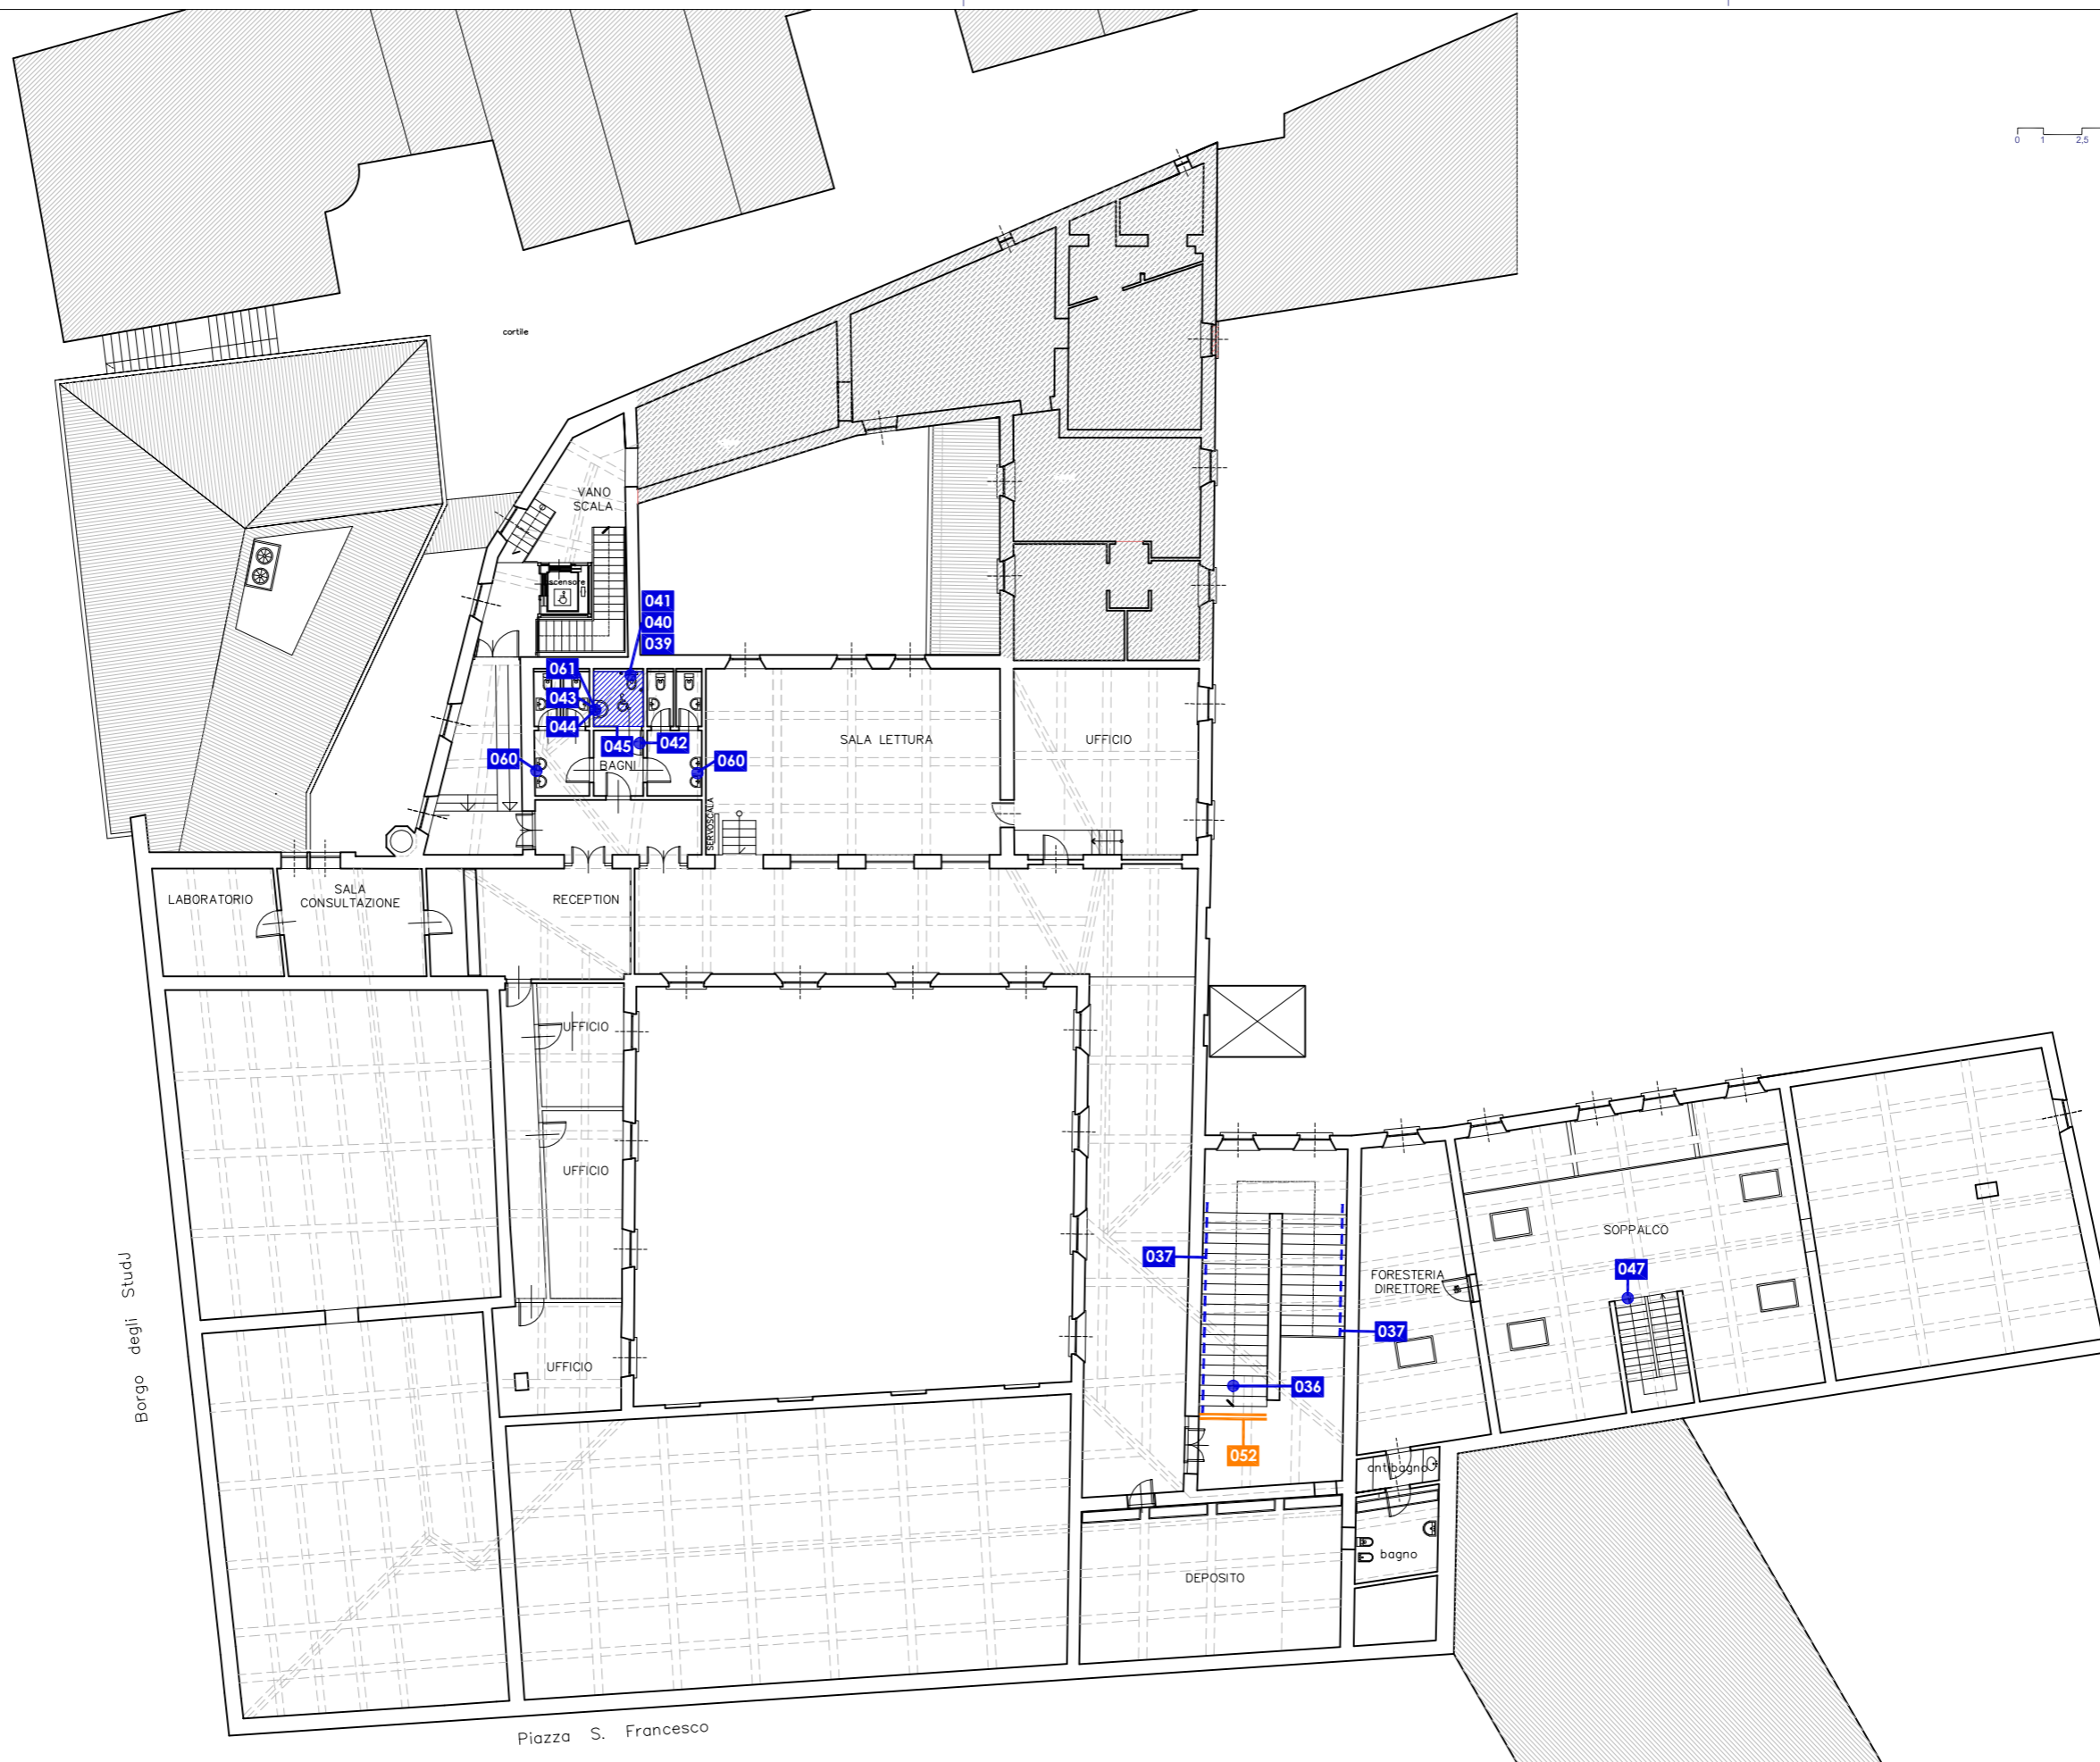 0 1 2,5
cortile
VANO
SCALA
ascensore
041
040
039
061
043
044
045
042
060
060
BAGNI
SALA LETTURA
UFFICIO
SERVOSCALA
LABORATORIO
SALA
CONSULTAZIONE
RECEPTION
UFFICIO
UFFICIO
UFFICIO
037
037
036
052
FORESTERIA
DIRETTORE
SOPPALCO
047
antibagno
bagno
DEPOSITO
Borgo degli Studj
Piazza S. Francesco